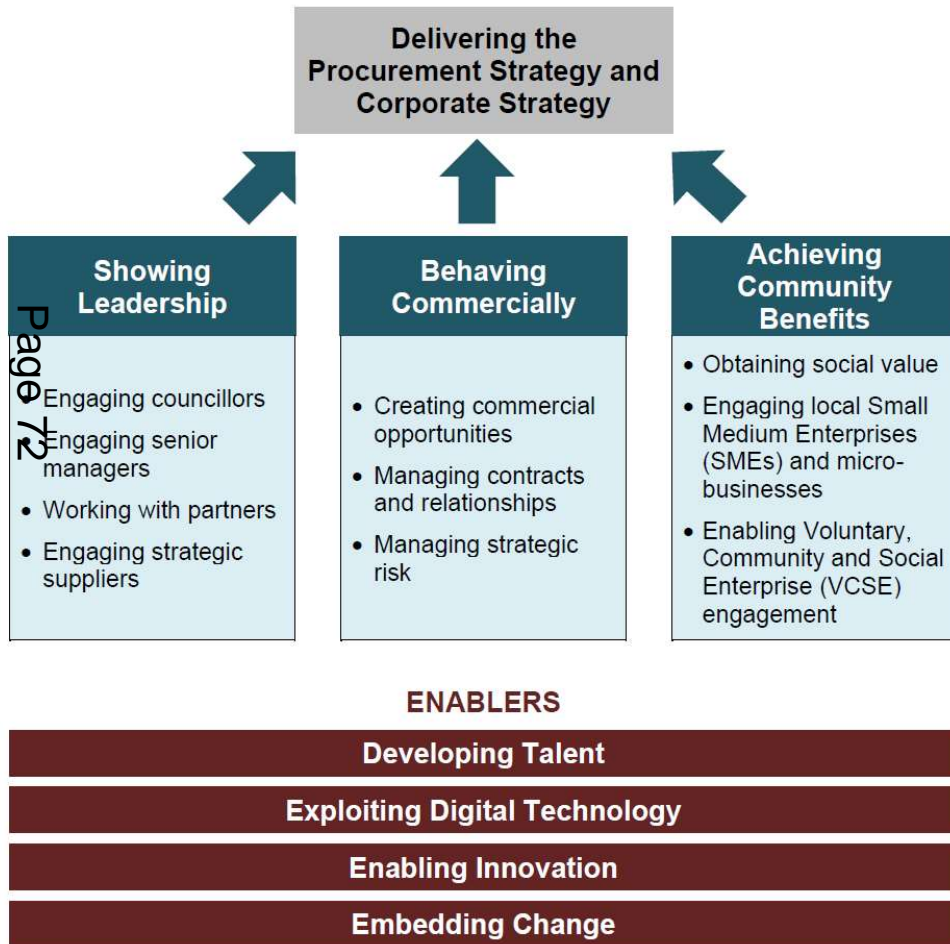 Delivering the
Procurement Strategy and
Corporate Strategy
Showing
Leadership
• Engaging councillors
• Engaging senior
managers
• Working with partners
• Engaging strategic
suppliers
Behaving
Commercially
• Creating commercial
opportunities
• Managing contracts
and relationships
• Managing strategic
risk
Achieving
Community
Benefits
• Obtaining social value
• Engaging local Small
Medium Enterprises
(SMEs) and micro-
businesses
• Enabling Voluntary,
Community and Social
Enterprise (VCSE)
engagement
Page 72
ENABLERS
Developing Talent
Exploiting Digital Technology
Enabling Innovation
Embedding Change